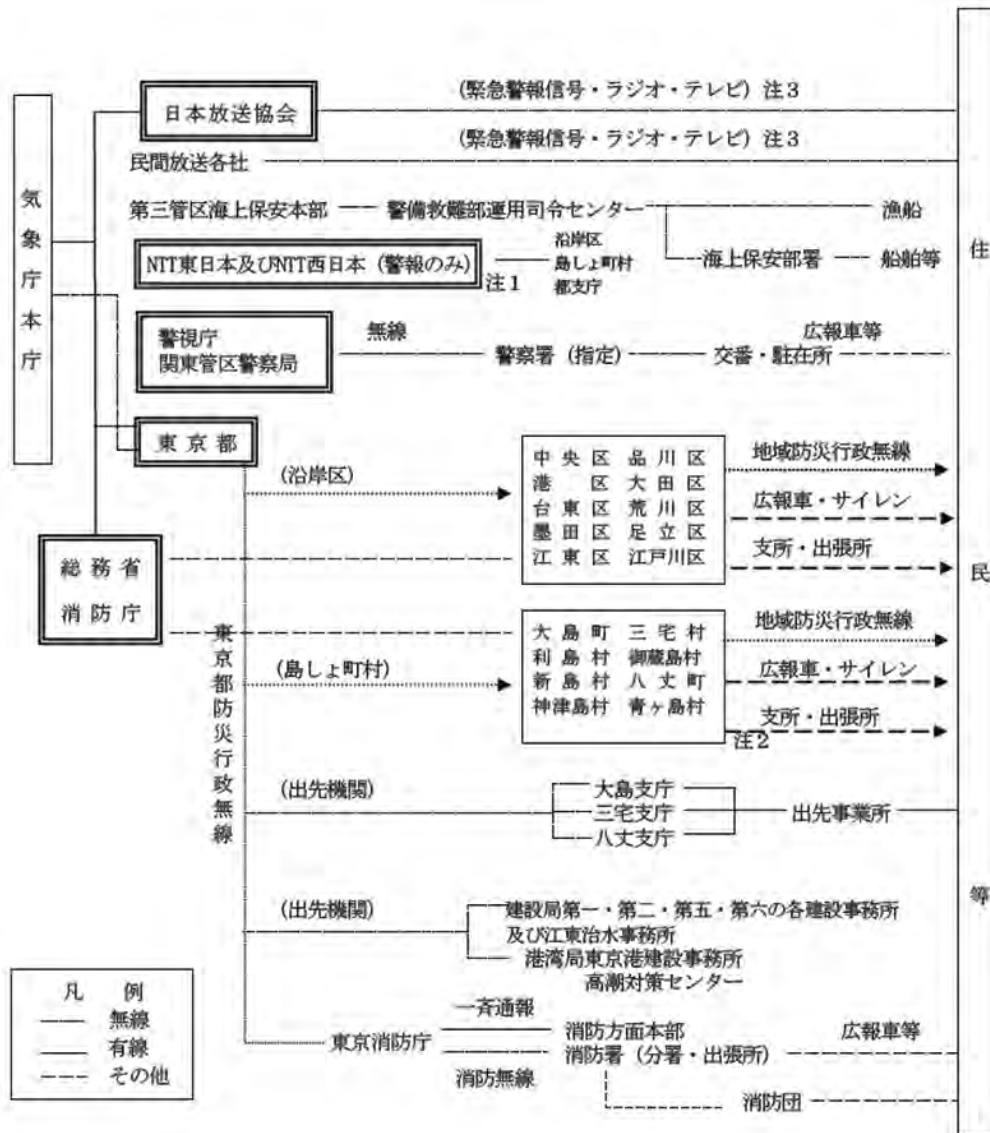 (緊急警報信号・ラジオ・テレビ)注3
日本放送協会
(緊急警報信号・ラジオ・テレビ)注3
民間放送各社
気象庁本庁
第三管区海上保安本部
警備救難部運用司令センター
漁船
沿岸区
島しょ町村
都支庁
NTT東日本及びNTT西日本(警報のみ)
注1
海上保安部署
船舶等
住民等
警視庁
関東管区警察局
無線
警察署(指定)
交番・駐在所
広報車等
東京都
(沿岸区)
中央区 品川区
港区 大田区
台東区 荒川区
墨田区 足立区
江東区 江戸川区
地域防災行政無線
広報車・サイレン
支所・出張所
総務省
消防庁
東京都防災行政無線
(島しょ町村)
大島町 三宅村
利島村 御蔵島村
新島村 八丈町
神津島村 青ヶ島村
注2
地域防災行政無線
広報車・サイレン
支所・出張所
(出先機関)
大島支庁
三宅支庁
八丈支庁
出先事業所
(出先機関)
建設局第一・第二・第五・第六の各建設事務所
及び江東治水事務所
港湾局東京港建設事務所
高潮対策センター
凡例
無線
有線
その他
東京消防庁
一斉通報
消防方面本部
消防署(分署・出張所)
消防無線
広報車等
消防団